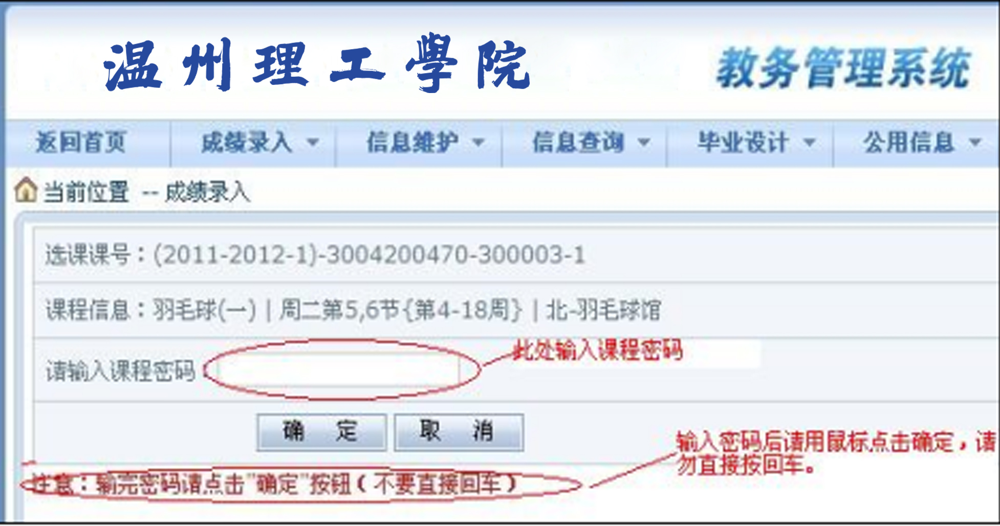 温州理工學院
教务管理系统
返回首页 成绩录入 信息维护 信息查询 毕业设计 公用信息
当前位置 -- 成绩录入
选课课号：(2011-2012-1)-3004200470-300003-1
课程信息：羽毛球(一)｜周二第5,6节{第4-18周}｜北-羽毛球馆
此处输入课程密码
请输入课程密码
确 定 取 消
输入密码后请用鼠标点击确定，请
勿直接按回车。
注意：输完密码请点击"确定"按钮（不要直接回车）